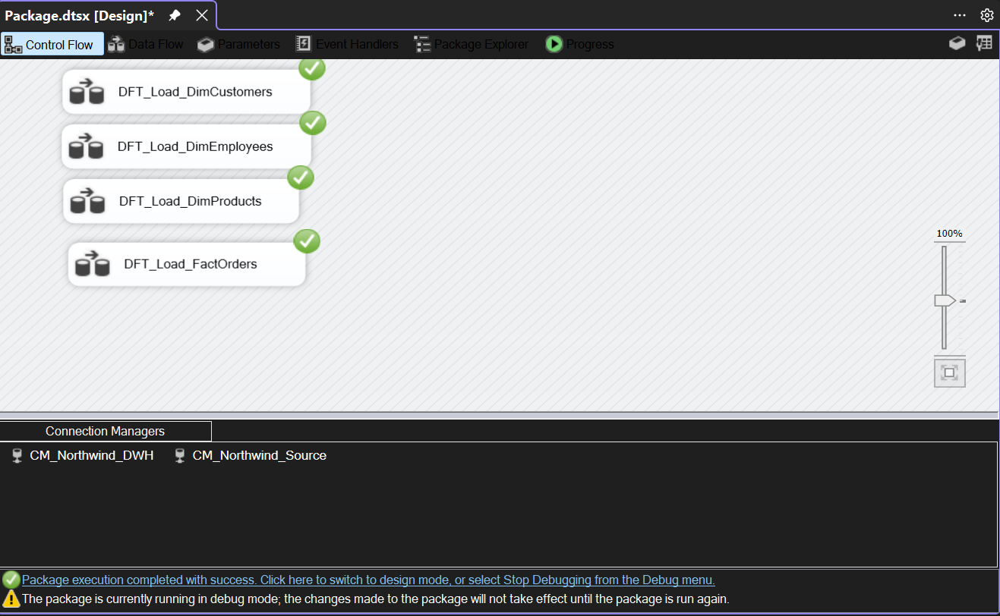 Package.dtsx [Design]*
Control Flow Data Flow Parameters Event Handlers Package Explorer Progress
DFT_Load_DimCustomers
DFT_Load_DimEmployees
DFT_Load_DimProducts
100%
DFT_Load_FactOrders
Connection Managers
CM_Northwind_DWH CM_Northwind_Source
Package execution completed with success. Click here to switch to design mode, or select Stop Debugging from the Debug menu.
The package is currently running in debug mode; the changes made to the package will not take effect until the package is run again.